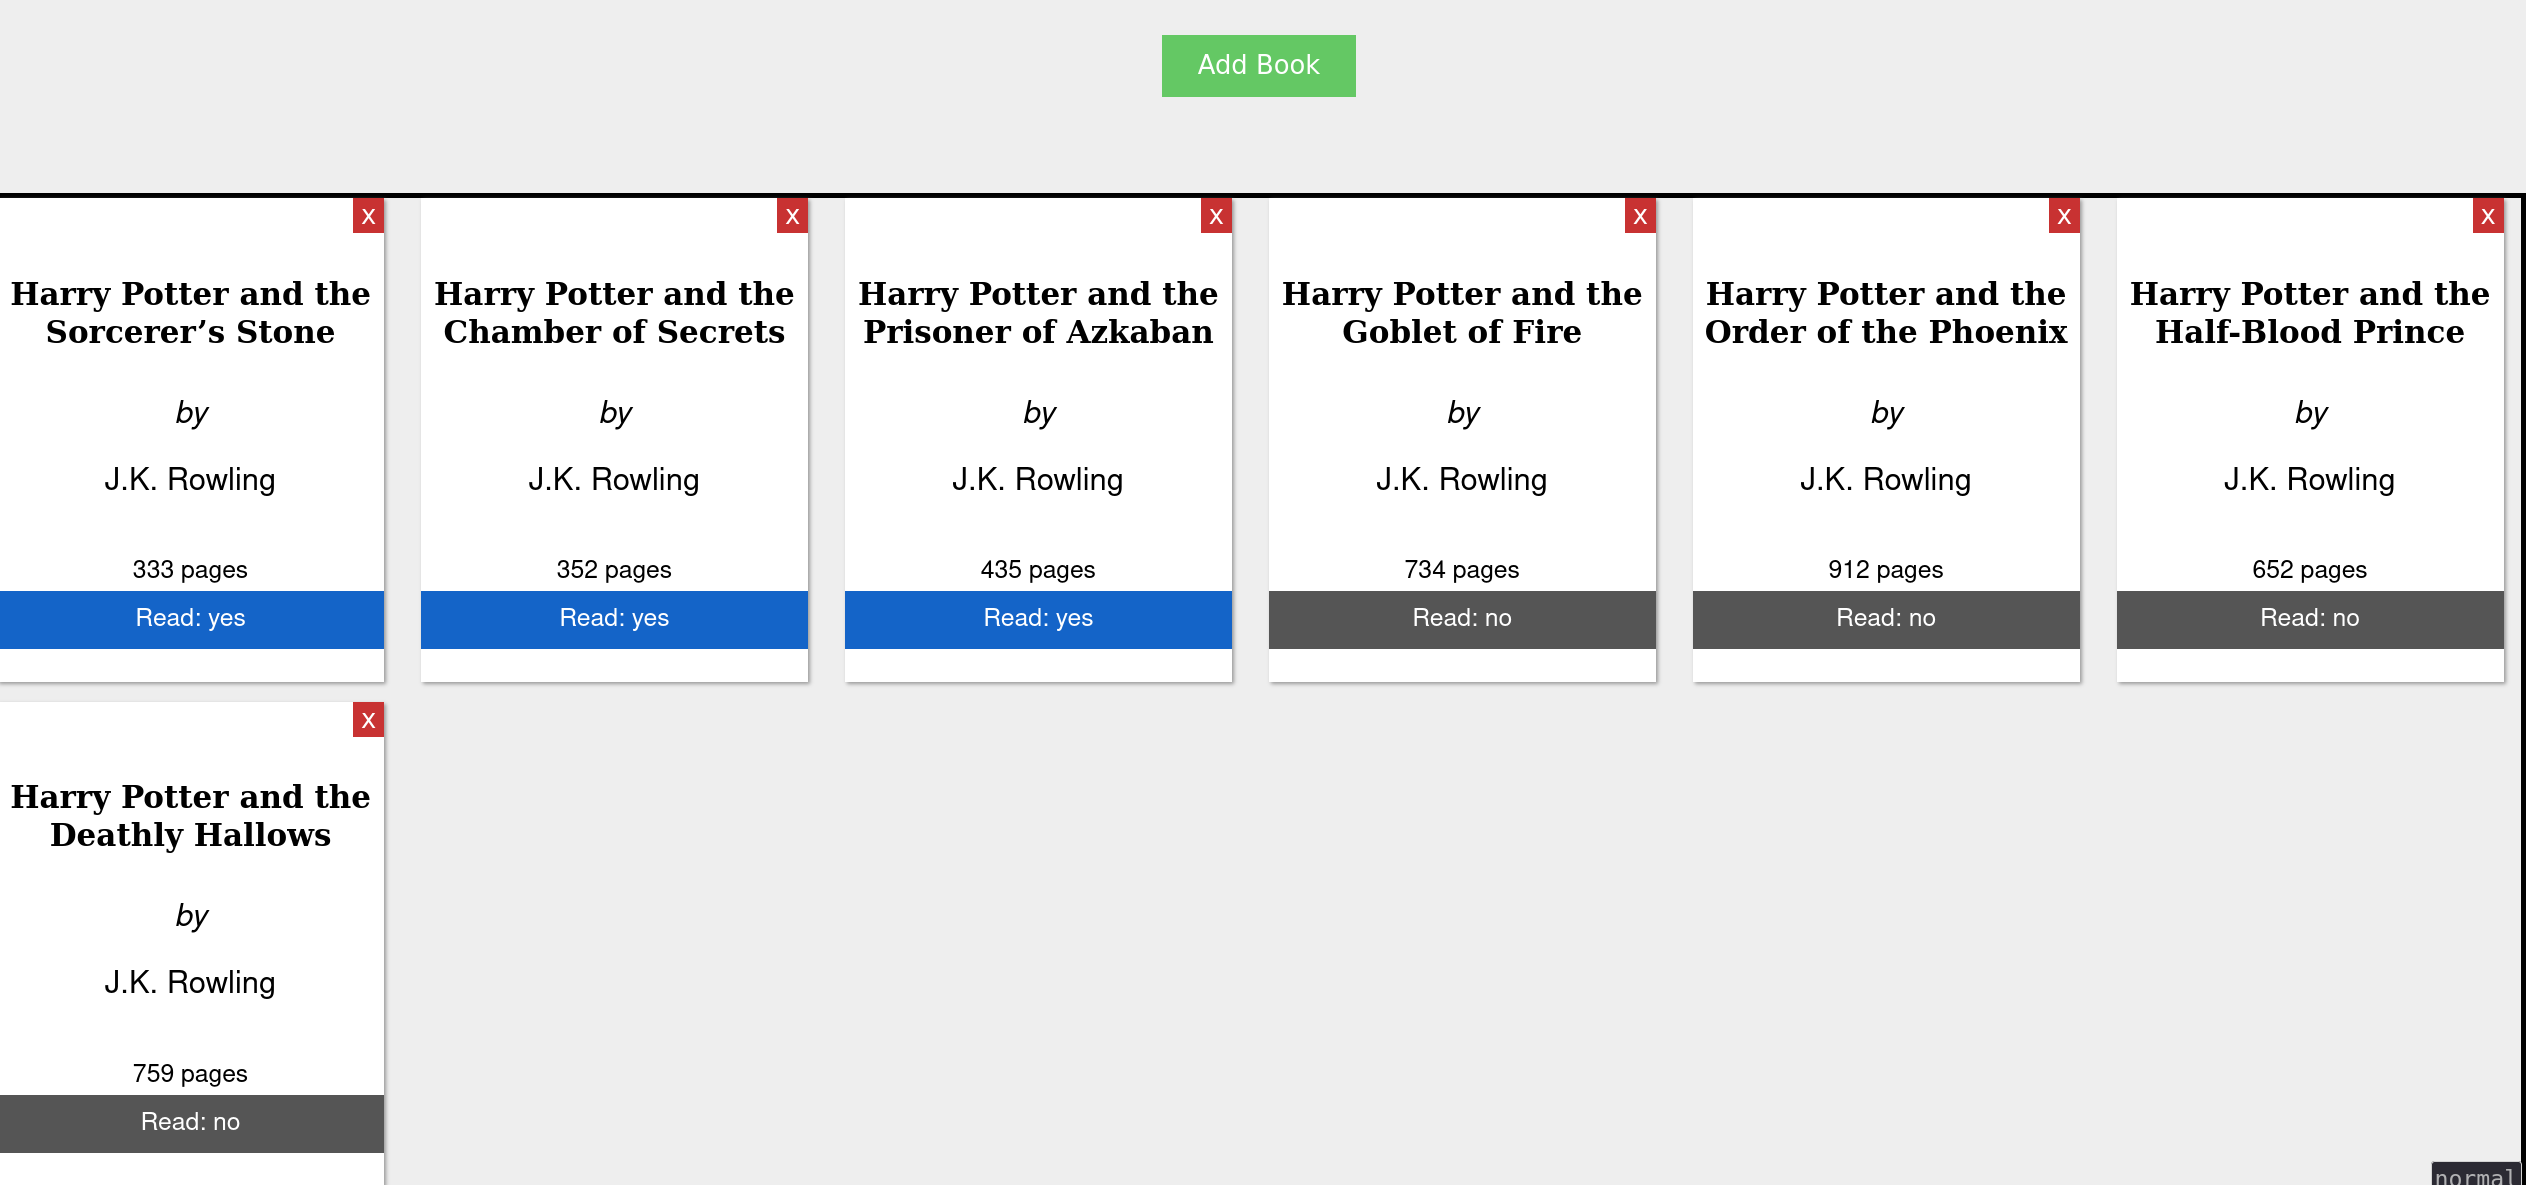 Add Book
x
x
x
x
x
x
Harry Potter and the
Sorcerer’s Stone
by
J.K. Rowling
333 pages
Read: yes
Harry Potter and the
Chamber of Secrets
by
J.K. Rowling
352 pages
Read: yes
Harry Potter and the
Prisoner of Azkaban
by
J.K. Rowling
435 pages
Read: yes
Harry Potter and the
Goblet of Fire
by
J.K. Rowling
734 pages
Read: no
Harry Potter and the
Order of the Phoenix
by
J.K. Rowling
912 pages
Read: no
Harry Potter and the
Half-Blood Prince
by
J.K. Rowling
652 pages
Read: no
x
Harry Potter and the
Deathly Hallows
by
J.K. Rowling
759 pages
Read: no
normal